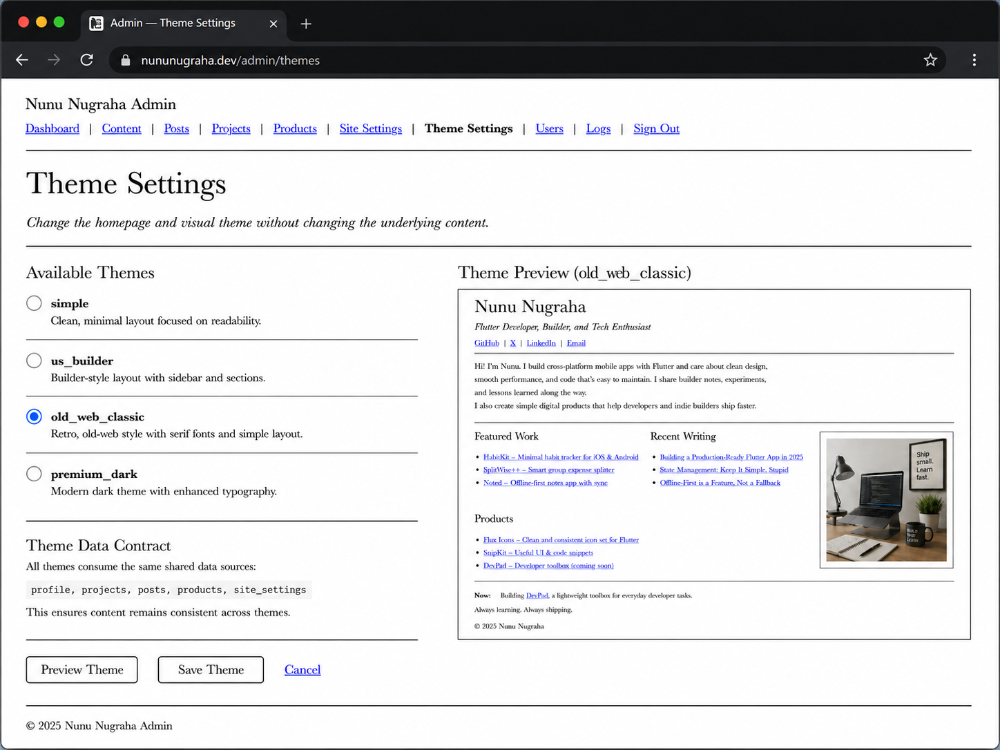 Admin — Theme Settings
nununugraha.dev/admin/themes
Nunu Nugraha Admin
Dashboard | Content | Posts | Projects | Products | Site Settings | Theme Settings | Users | Logs | Sign Out
Theme Settings
Change the homepage and visual theme without changing the underlying content.
Available Themes
simple
Clean, minimal layout focused on readability.
us_builder
Builder-style layout with sidebar and sections.
old_web_classic
Retro, old-web style with serif fonts and simple layout.
premium_dark
Modern dark theme with enhanced typography.
Theme Data Contract
All themes consume the same shared data sources:
profile, projects, posts, products, site_settings
This ensures content remains consistent across themes.
Preview Theme
Save Theme
Cancel
Theme Preview (old_web_classic)
Nunu Nugraha
Flutter Developer, Builder, and Tech Enthusiast
GitHub | X | LinkedIn | Email
Hi! I'm Nunu. I build cross-platform mobile apps with Flutter and care about clean design,
smooth performance, and code that's easy to maintain. I share builder notes, experiments,
and lessons learned along the way.
I also create simple digital products that help developers and indie builders ship faster.
Featured Work
• HabitKit – Minimal habit tracker for iOS & Android
• SplitWise++ – Smart group expense splitter
• Noted – Offline-first notes app with sync
Recent Writing
• Building a Production-Ready Flutter App in 2025
• State Management: Keep It Simple, Stupid
• Offline-First is a Feature, Not a Fallback
Ship
small.
Learn
fast.
BUILD
SHIP
LEARN
Products
• Flux Icons – Clean and consistent icon set for Flutter
• SnipKit – Useful UI & code snippets
• DevPad – Developer toolbox (coming soon)
Now: Building DevPad, a lightweight toolbox for everyday developer tasks.
Always learning. Always shipping.
© 2025 Nunu Nugraha
© 2025 Nunu Nugraha Admin